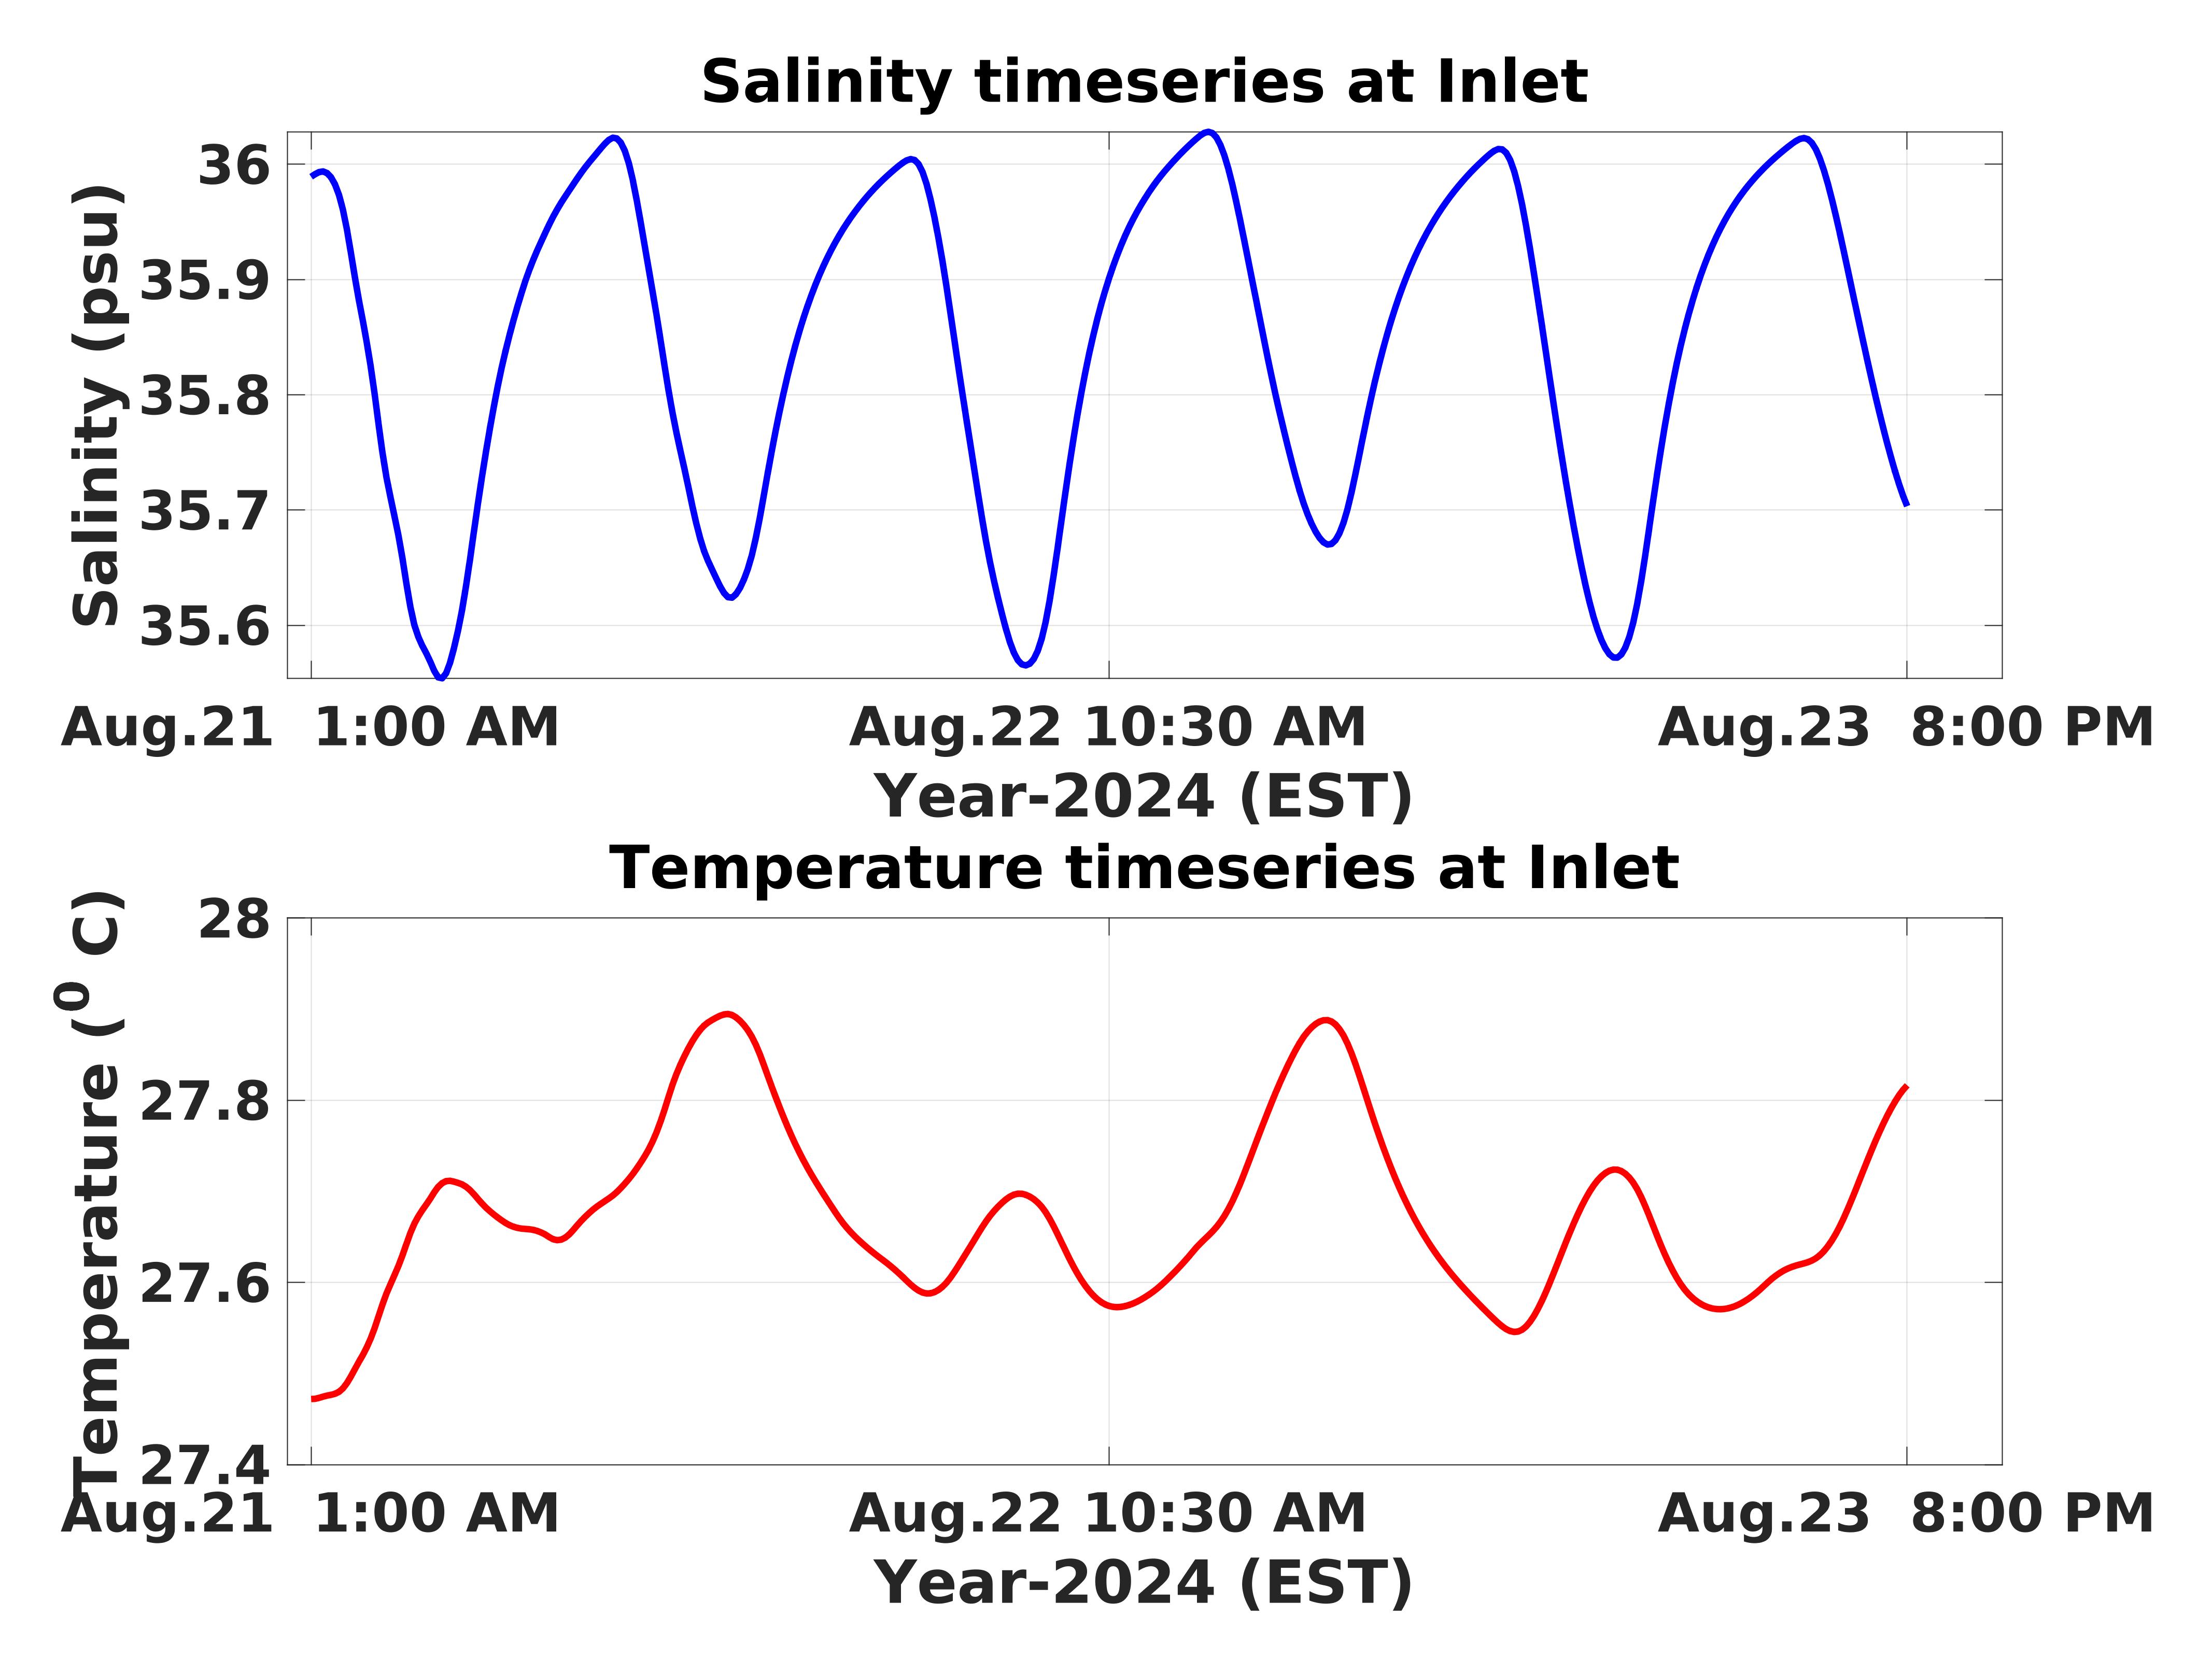 Salinity timeseries at Inlet
Salinity (psu)
36
35.9
35.8
35.7
35.6
Aug.21  1:00 AM
Aug.22 10:30 AM
Aug.23  8:00 PM
Year-2024 (EST)
Temperature timeseries at Inlet
Temperature (⁰ C)
28
27.8
27.6
27.4
Aug.21  1:00 AM
Aug.22 10:30 AM
Aug.23  8:00 PM
Year-2024 (EST)